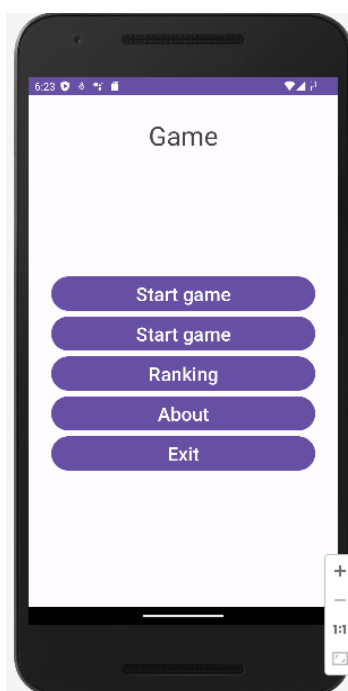 6:23
Game
Start game
Start game
Ranking
About
Exit
+
−
1:1